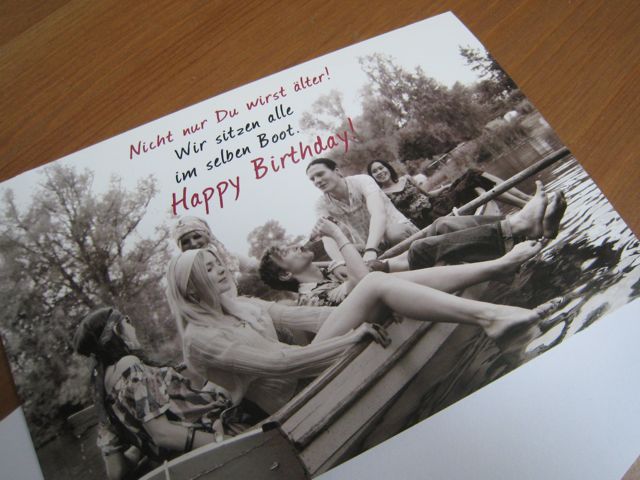 Nicht nur Du wirst älter!
Wir sitzen alle
im selben Boot.
Happy Birthday!